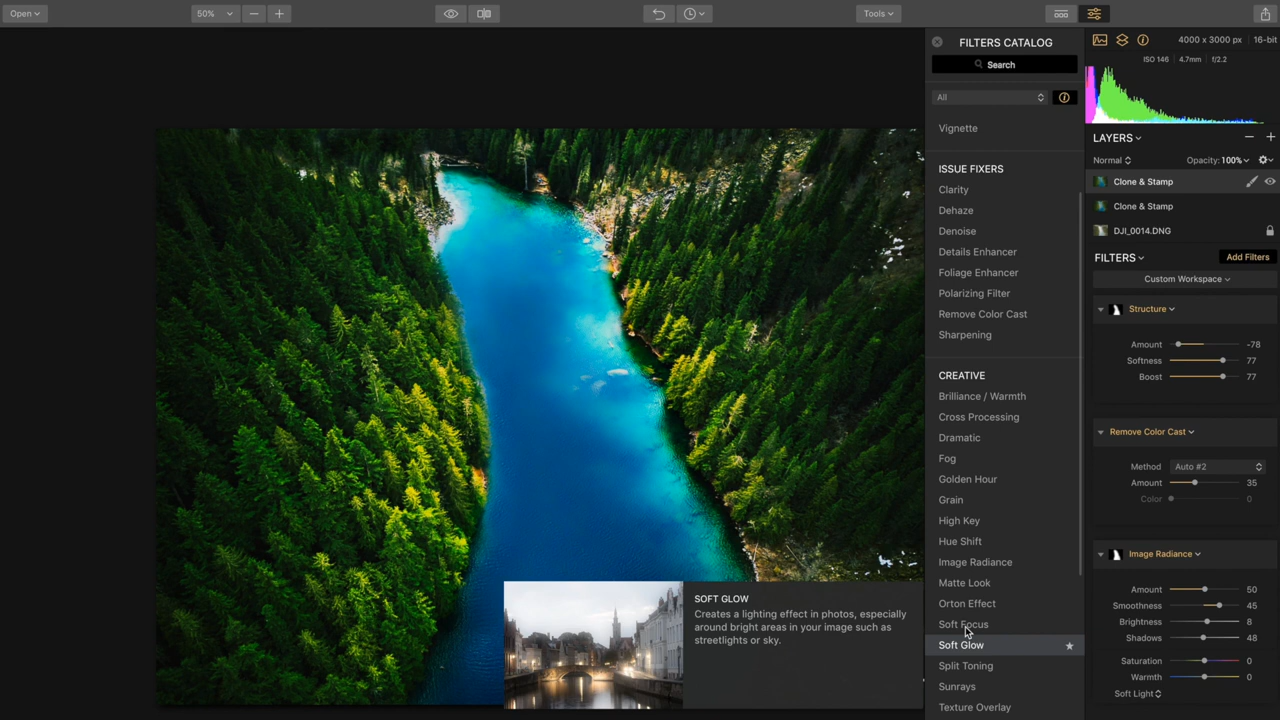 Open
50%
Tools
FILTERS CATALOG
Search
All
Vignette
ISSUE FIXERS
Clarity
Dehaze
Denoise
Details Enhancer
Foliage Enhancer
Polarizing Filter
Remove Color Cast
Sharpening
CREATIVE
Brilliance / Warmth
Cross Processing
Dramatic
Fog
Golden Hour
Grain
High Key
Hue Shift
Image Radiance
Matte Look
Orton Effect
Soft Focus
Soft Glow
Split Toning
Sunrays
Texture Overlay
SOFT GLOW
Creates a lighting effect in photos, especially
around bright areas in your image such as
streetlights or sky.
4000 x 3000 px 16-bit
ISO 146 4.7mm f/2.2
LAYERS
Normal Opacity: 100%
Clone & Stamp
Clone & Stamp
DJI_0014.DNG
FILTERS Add Filters
Custom Workspace
Structure
Amount -78
Softness 77
Boost 77
Remove Color Cast
Method Auto #2
Amount 35
Color 0
Image Radiance
Amount 50
Smoothness 45
Brightness 8
Shadows 48
Saturation 0
Warmth 0
Soft Light